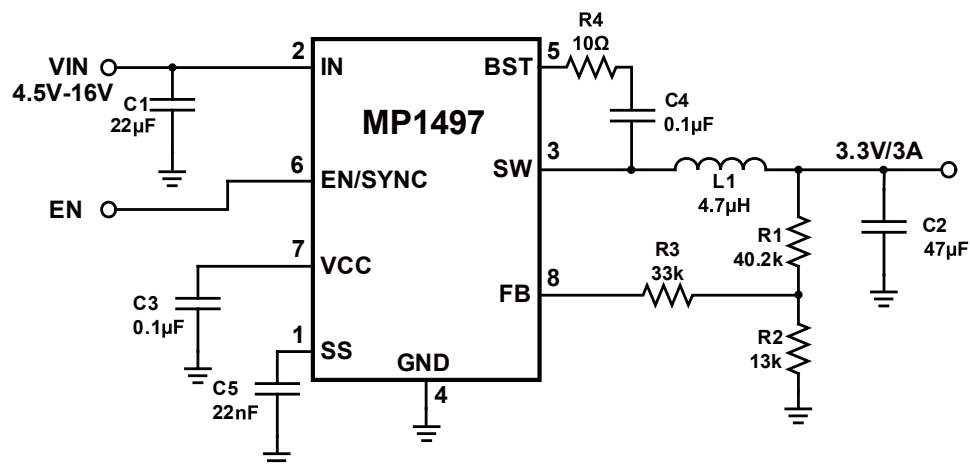 R4
10Ω
2
5
VIN
IN
BST
4.5V-16V
C1
22µF
MP1497
C4
0.1µF
6
3
3.3V/3A
EN/SYNC
SW
L1
4.7µH
EN
C2
47µF
7
R3
33k
R1
40.2k
VCC
8
FB
C3
0.1µF
1
SS
R2
13k
GND
C5
22nF
4